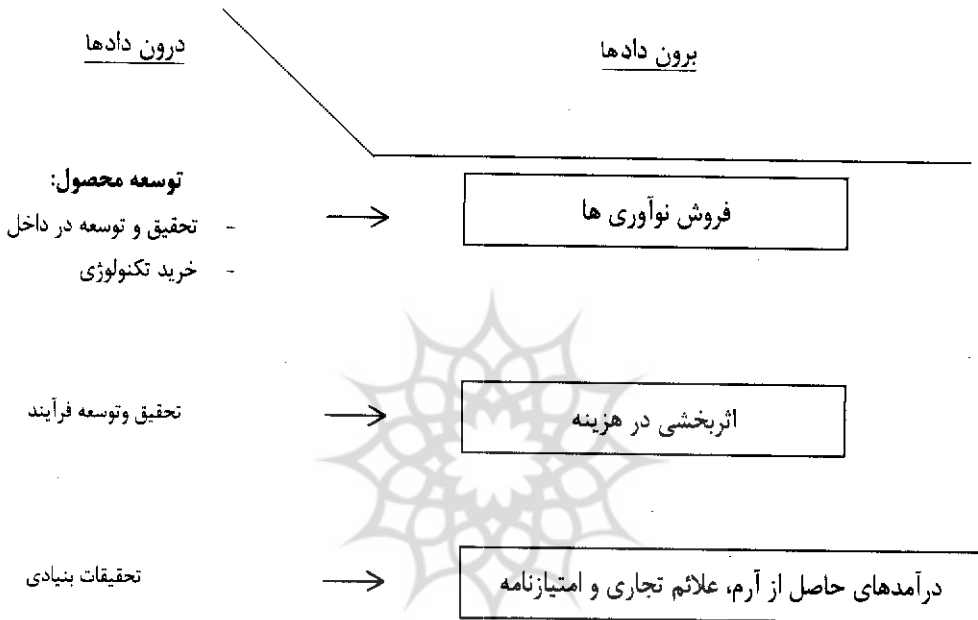 درون دادها
برون دادها
توسعه محصول:
- تحقیق و توسعه در داخل
- خرید تکنولوژی
فروش نوآوری ها
تحقیق وتوسعه فرآیند
اثربخشی در هزینه
تحقیقات بنیادی
درآمدهای حاصل از آرم، علائم تجاری و امتیازنامه